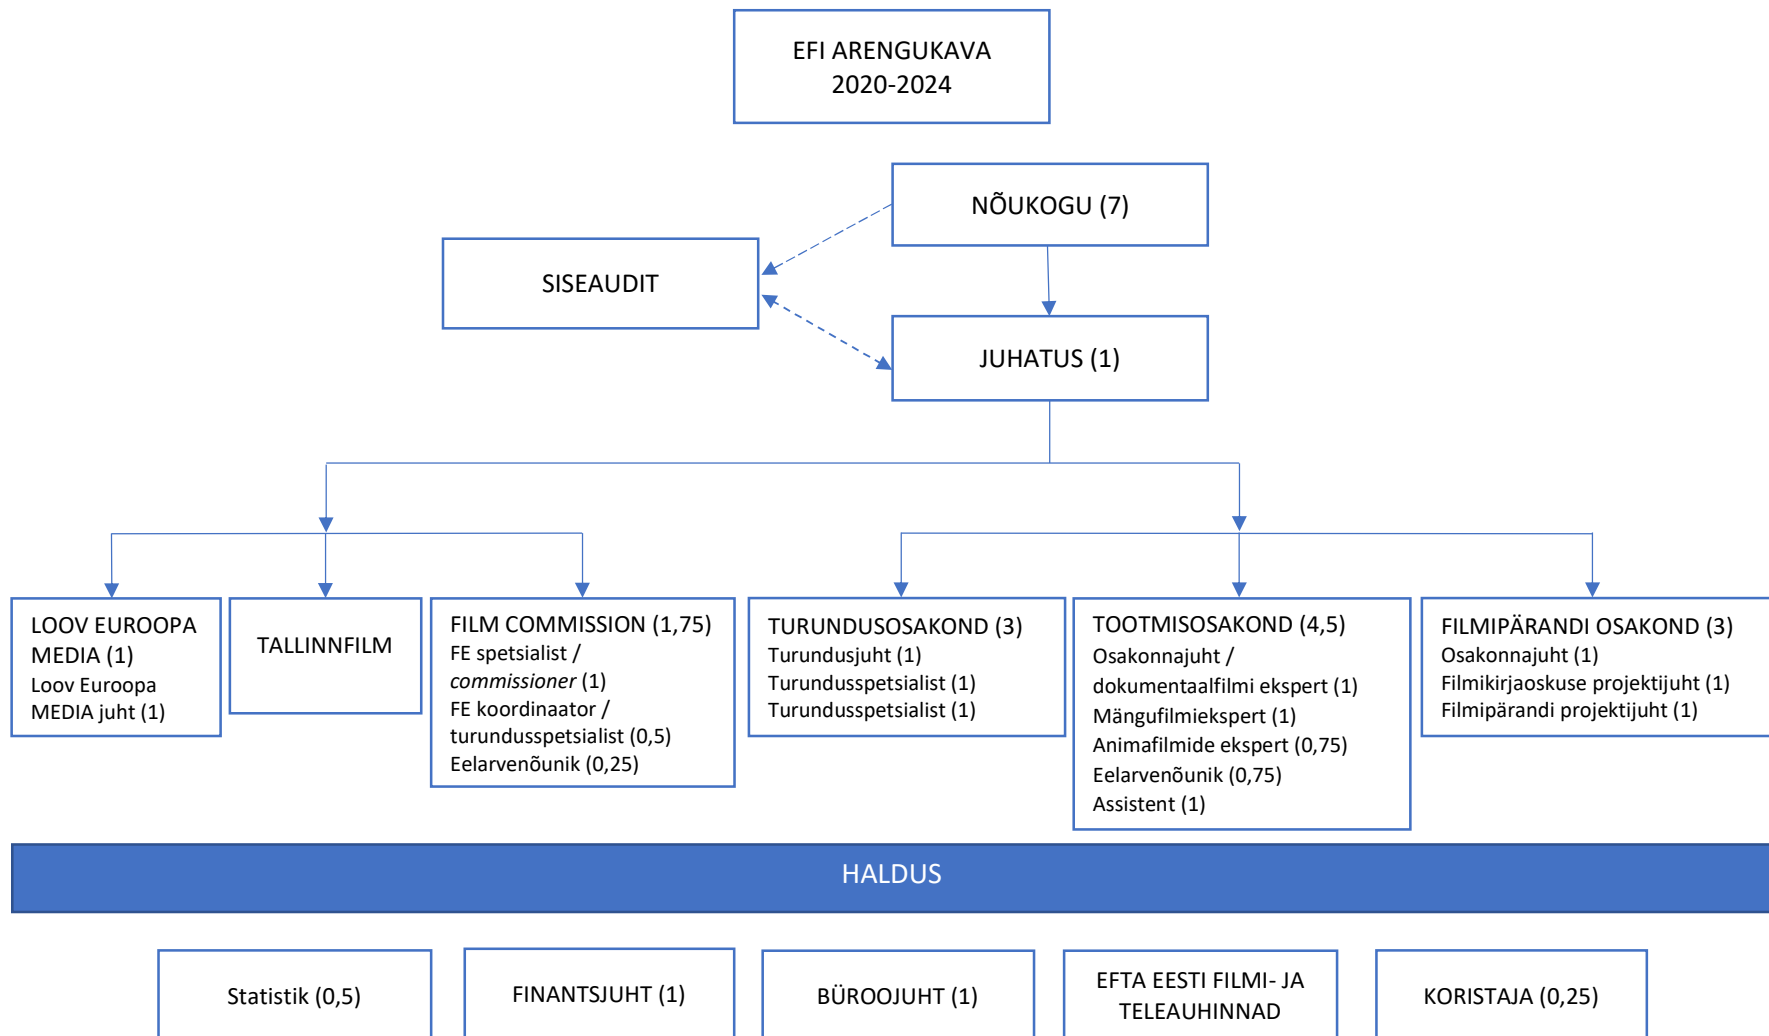 EFI ARENGUKAVA
2020-2024
NÕUKOGU (7)
SISEAUDIT
JUHATUS (1)
LOOV EUROOPA
MEDIA (1)
Loov Euroopa
MEDIA juht (1)
TALLINNFILM
FILM COMMISSION (1,75)
FE spetsialist /
commissioner (1)
FE koordinaator /
turundusspetsialist (0,5)
Eelarvenõunik (0,25)
TURUNDUSOSAKOND (3)
Turundusjuht (1)
Turundusspetsialist (1)
Turundusspetsialist (1)
TOOTMISOSAKOND (4,5)
Osakonnajuht /
dokumentaalfilmi ekspert (1)
Mängufilmiekspert (1)
Animafilmide ekspert (0,75)
Eelarvenõunik (0,75)
Assistent (1)
FILMIPÄRANDI OSAKOND (3)
Osakonnajuht (1)
Filmikirjaoskuse projektijuht (1)
Filmipärandi projektijuht (1)
HALDUS
Statistik (0,5)
FINANTSJUHT (1)
BÜROOJUHT (1)
EFTA EESTI FILMI- JA
TELEAUHINNAD
KORISTAJA (0,25)